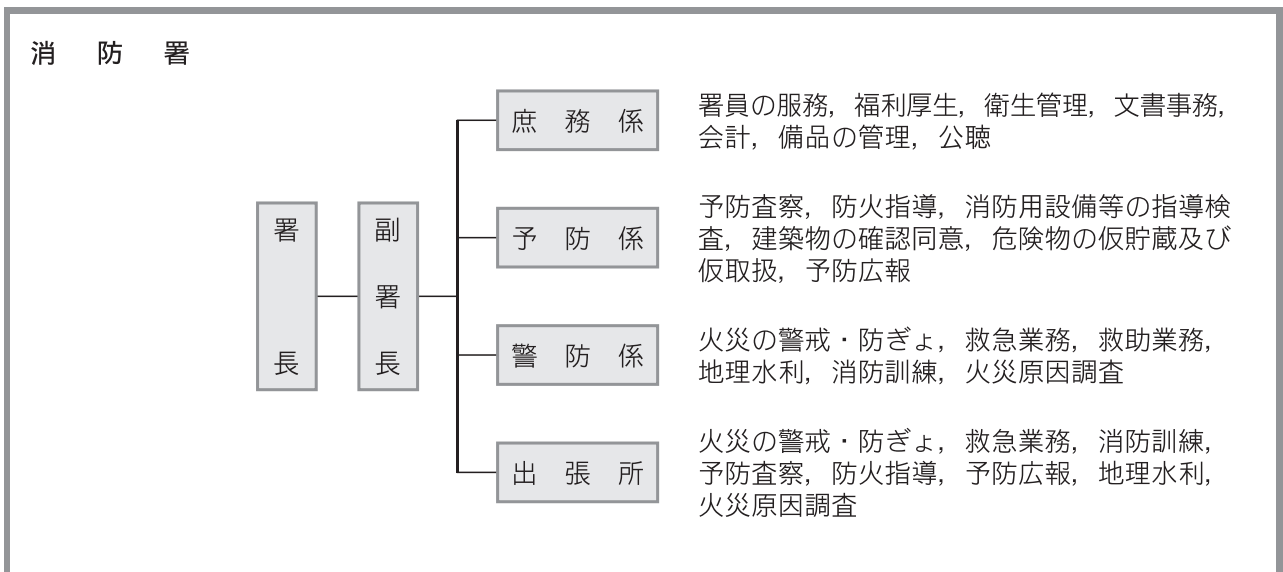 消防署
署長
副署長
庶務係
署員の服務，福利厚生，衛生管理，文書事務，
会計，備品の管理，公聴
予防係
予防査察，防火指導，消防用設備等の指導検
査，建築物の確認同意，危険物の仮貯蔵及び
仮取扱，予防広報
警防係
火災の警戒・防ぎょ，救急業務，救助業務，
地理水利，消防訓練，火災原因調査
出張所
火災の警戒・防ぎょ，救急業務，消防訓練，
予防査察，防火指導，予防広報，地理水利，
火災原因調査